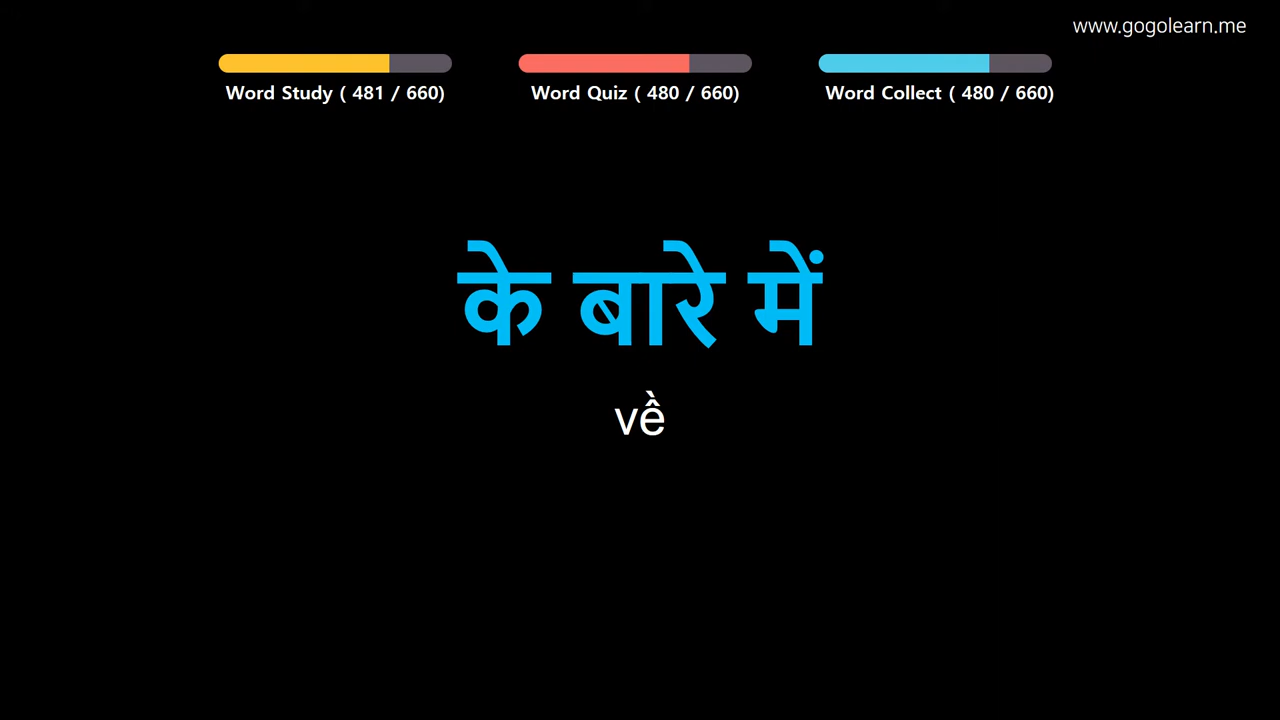 www.gogolearn.me
Word Study ( 481 / 660)
Word Quiz ( 480 / 660)
Word Collect ( 480 / 660)
के बारे में
về